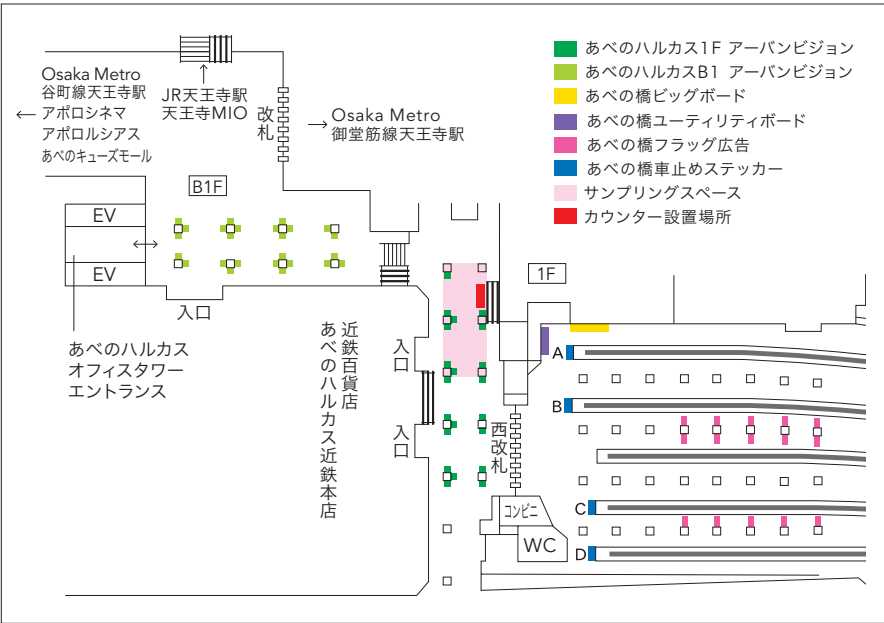 Osaka Metro
谷町線天王寺駅
← アポロシネマ
アポロルシアス
あべのキューズモール
JR天王寺駅
天王寺MIO
改札
→ Osaka Metro
御堂筋線天王寺駅
あべのハルカス1F アーバンビジョン
あべのハルカスB1 アーバンビジョン
あべの橋ビッグボード
あべの橋ユーティリティボード
あべの橋フラッグ広告
あべの橋車止めステッカー
サンプリングスペース
カウンター設置場所
B1F
EV
EV
入口
あべのハルカス
オフィスタワー
エントランス
近鉄百貨店
あべのハルカス近鉄本店
入口
入口
1F
西改札
コンビニ
WC
A
B
C
D